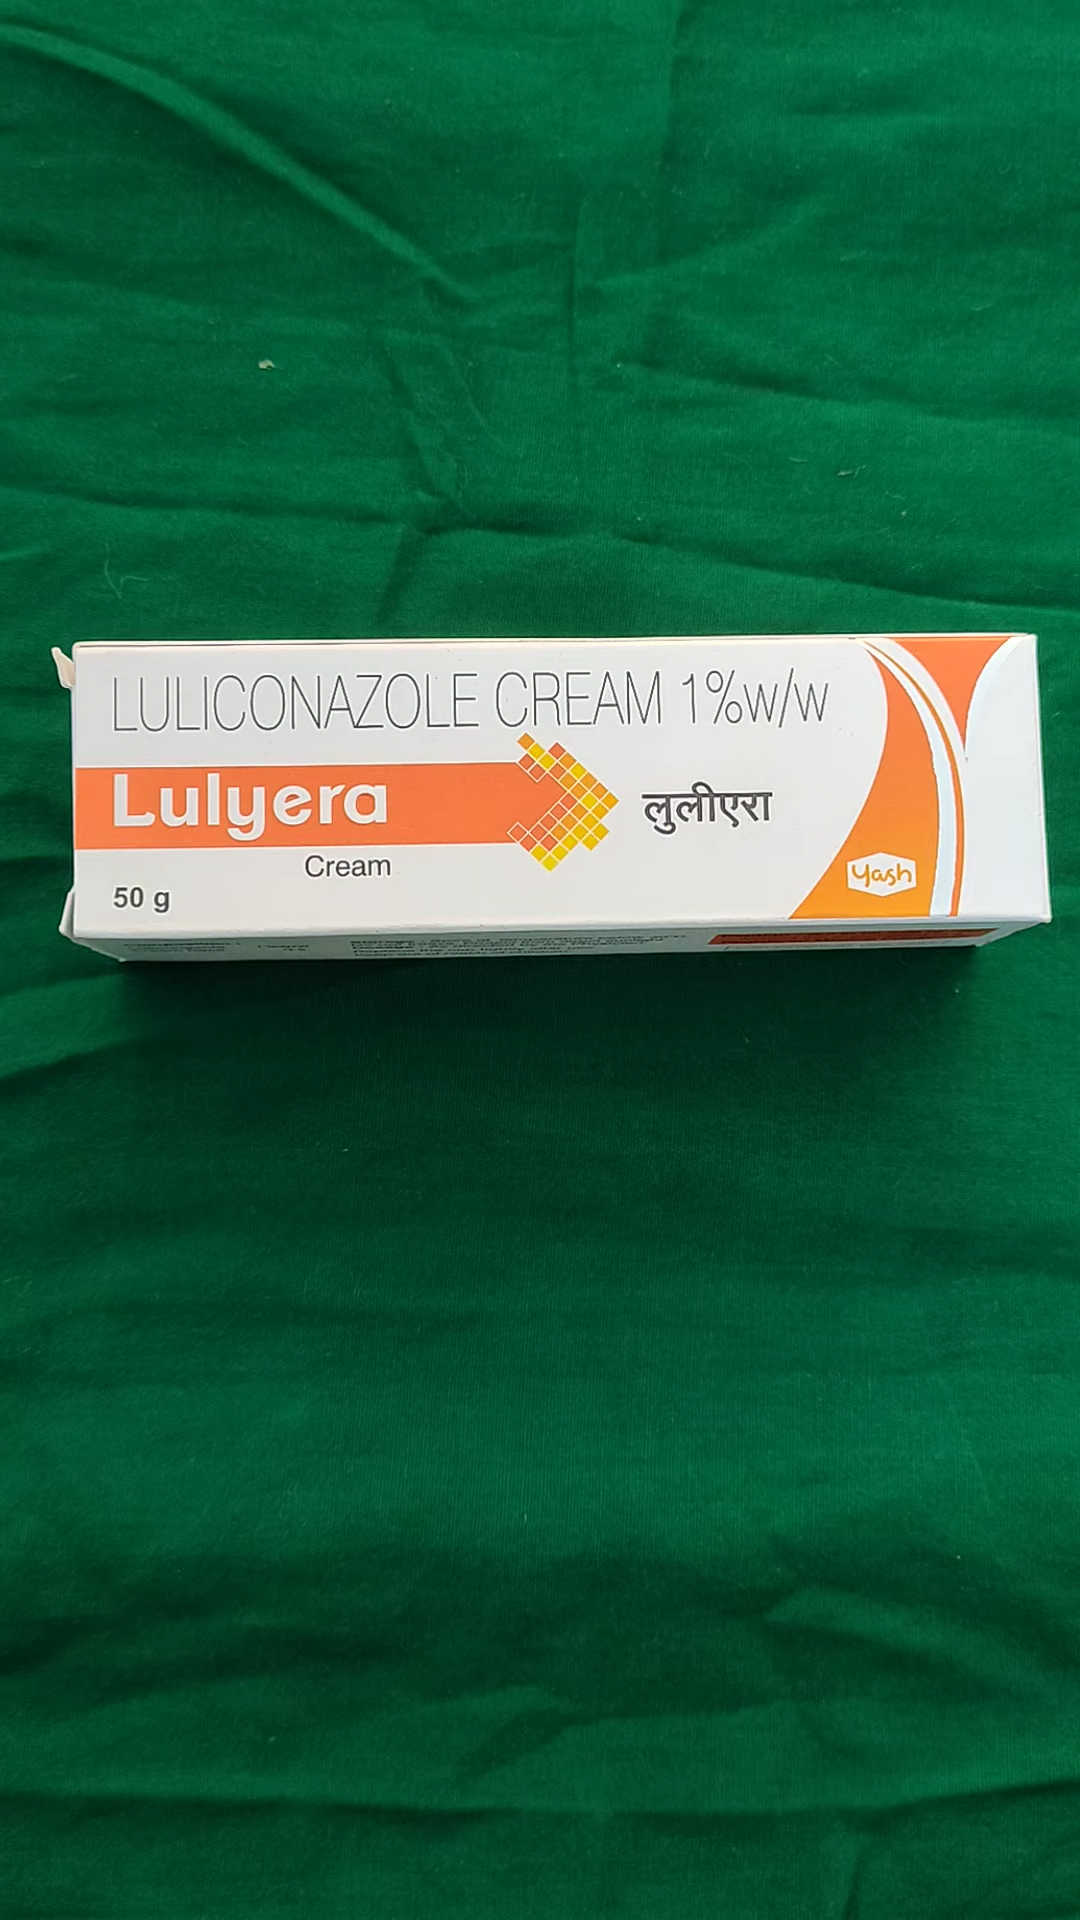 LULICONAZOLE CREAM 1%w/w
Lulyera
लुलीएरा
Cream
50 g
Yash